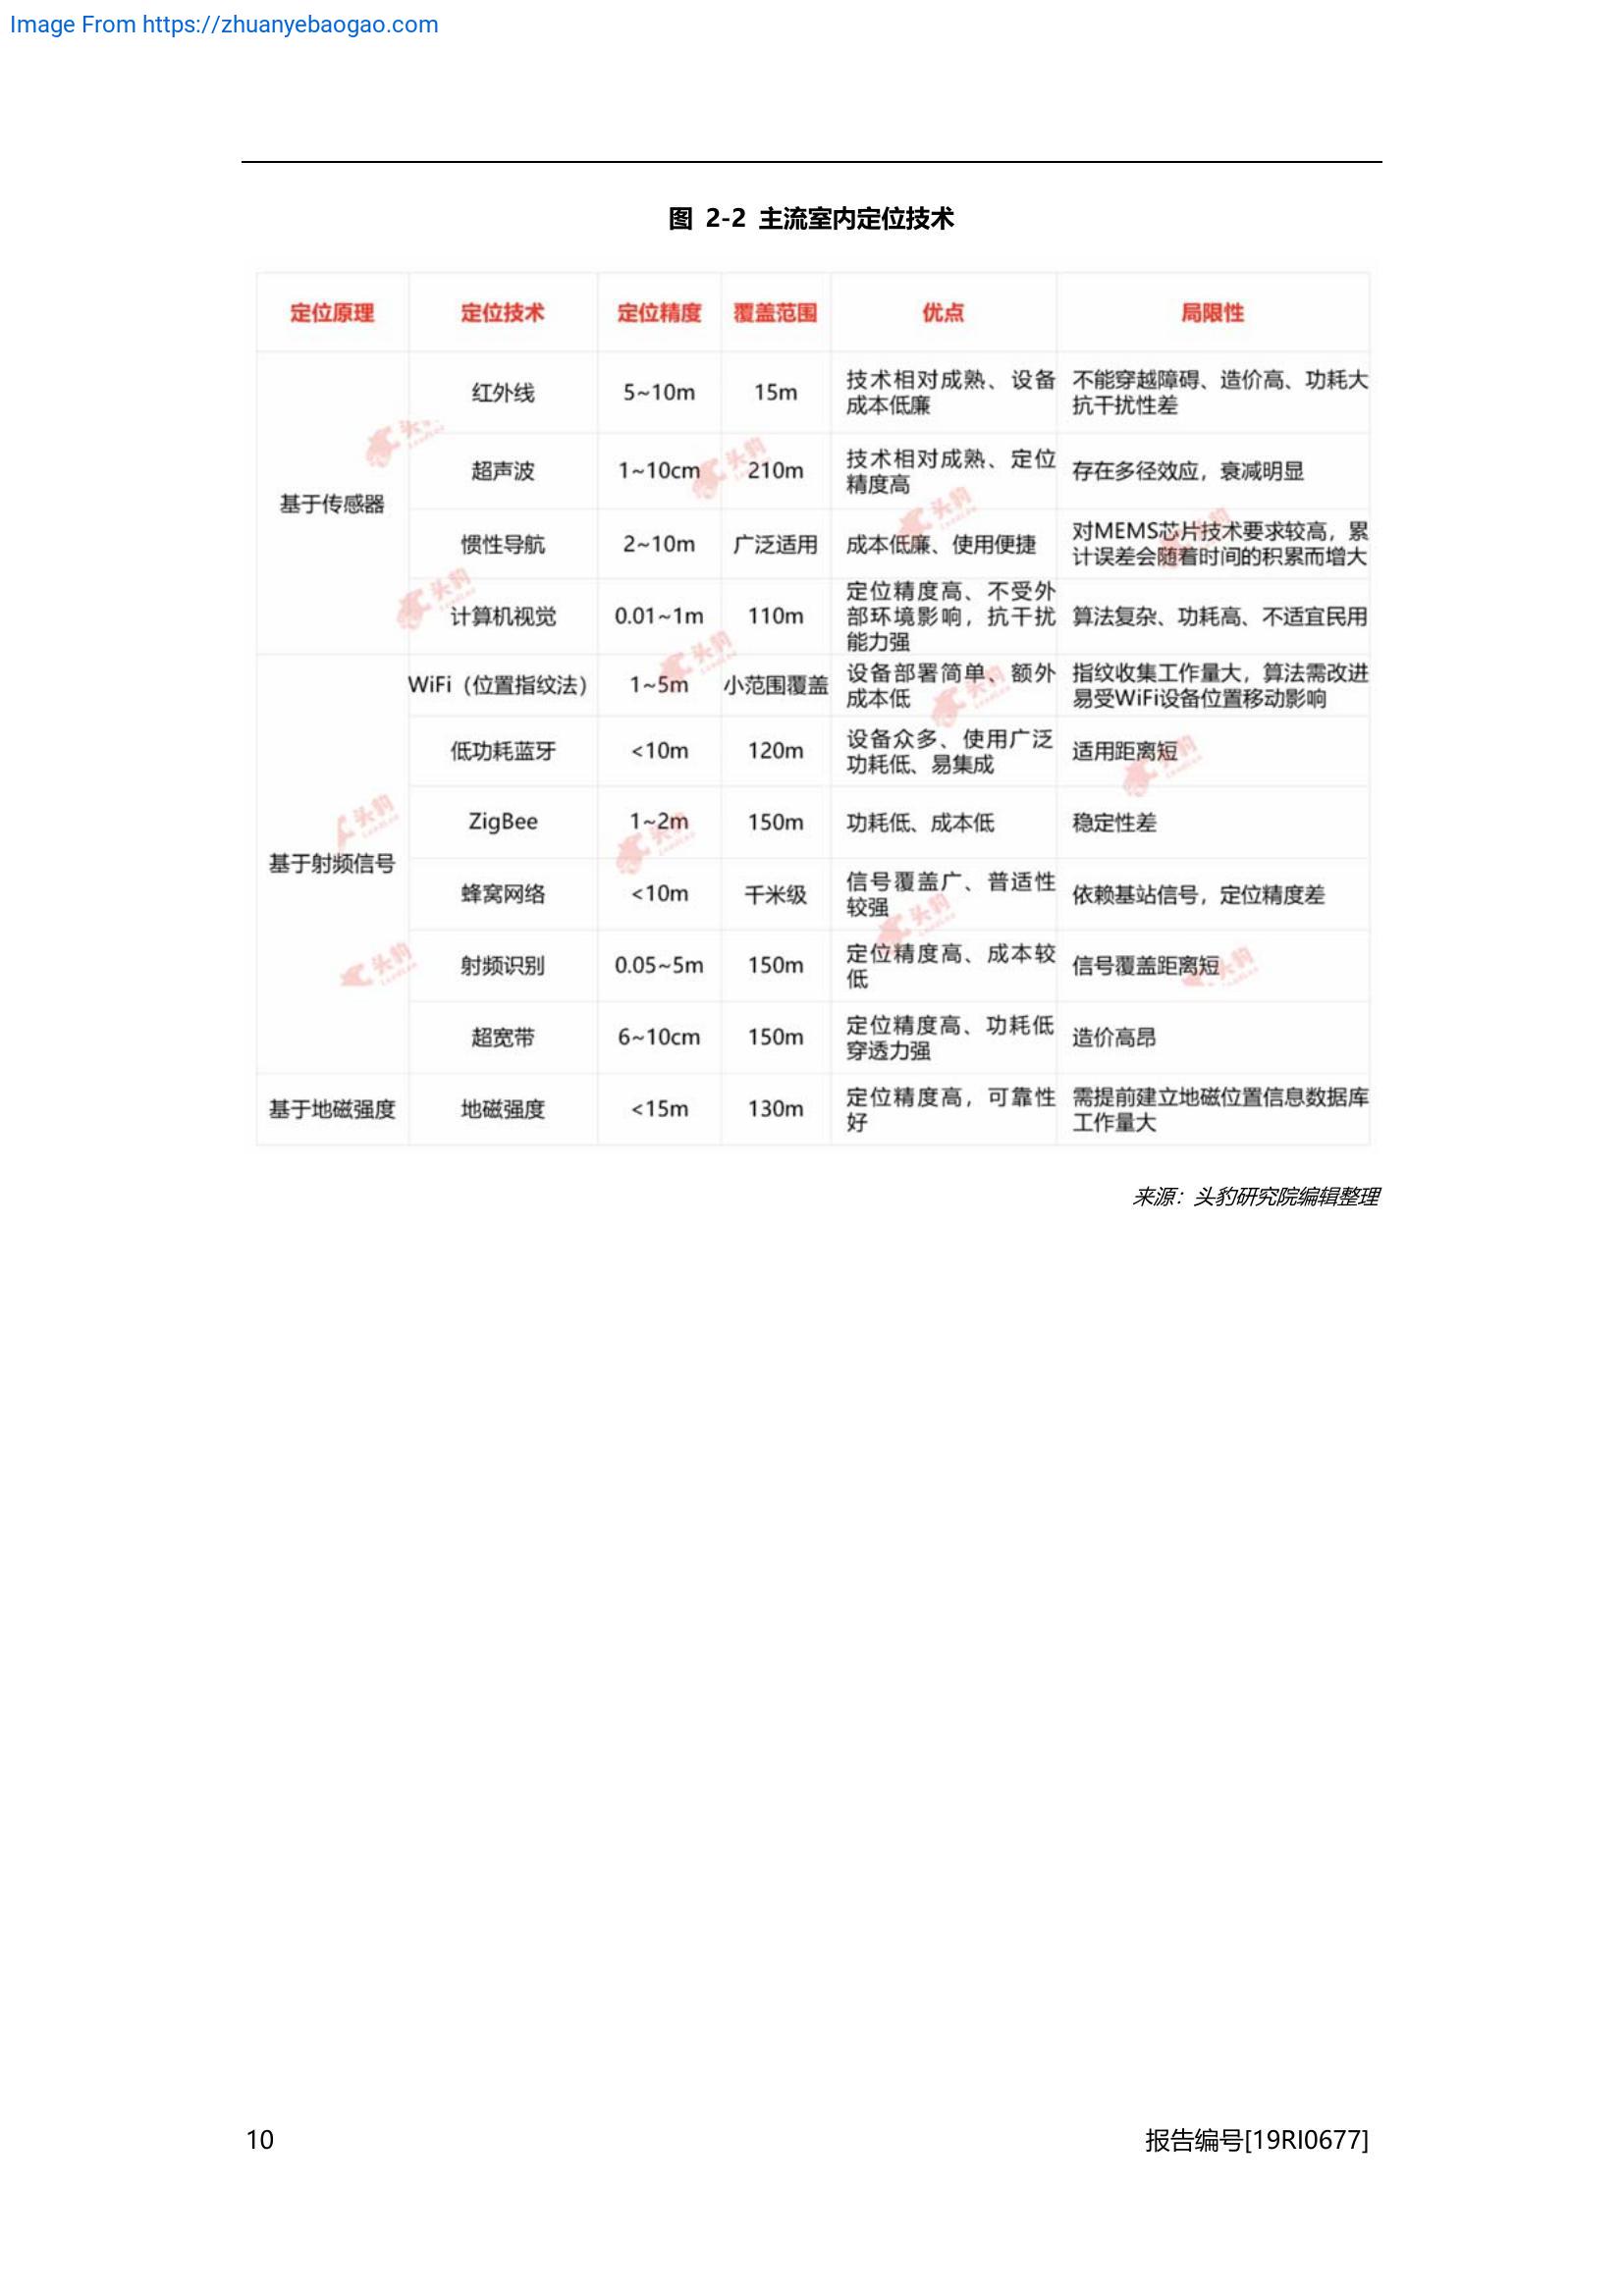 Image From https://zhuanyebaogao.com
图 2-2 主流室内定位技术
定位原理 定位技术 定位精度 覆盖范围 优点 局限性
基于传感器
红外线 5~10m 15m 技术相对成熟、设备 不能穿越障碍、造价高、功耗大
成本低廉 抗干扰性差
超声波 1~10cm 210m 技术相对成熟、定位 存在多径效应，衰减明显
精度高
惯性导航 2~10m 广泛适用 成本低廉、使用便捷 对MEMS芯片技术要求较高，累
计误差会随着时间的积累而增大
计算机视觉 0.01~1m 110m 定位精度高、不受外 算法复杂、功耗高、不适宜民用
部环境影响，抗干扰
能力强
基于射频信号
WiFi（位置指纹法） 1~5m 小范围覆盖 设备部署简单、额外 指纹收集工作量大，算法需改进
成本低 易受WiFi设备位置移动影响
低功耗蓝牙 <10m 120m 设备众多、使用广泛 适用距离短
功耗低、易集成
ZigBee 1~2m 150m 功耗低、成本低 稳定性差
蜂窝网络 <10m 千米级 信号覆盖广、普适性 依赖基站信号，定位精度差
较强
射频识别 0.05~5m 150m 定位精度高、成本较 信号覆盖距离短
低
超宽带 6~10cm 150m 定位精度高、功耗低 造价高昂
穿透力强
基于地磁强度 地磁强度 <15m 130m 定位精度高，可靠性 需提前建立地磁位置信息数据库
好 工作量大
来源：头豹研究院编辑整理
10 报告编号[19RI0677]